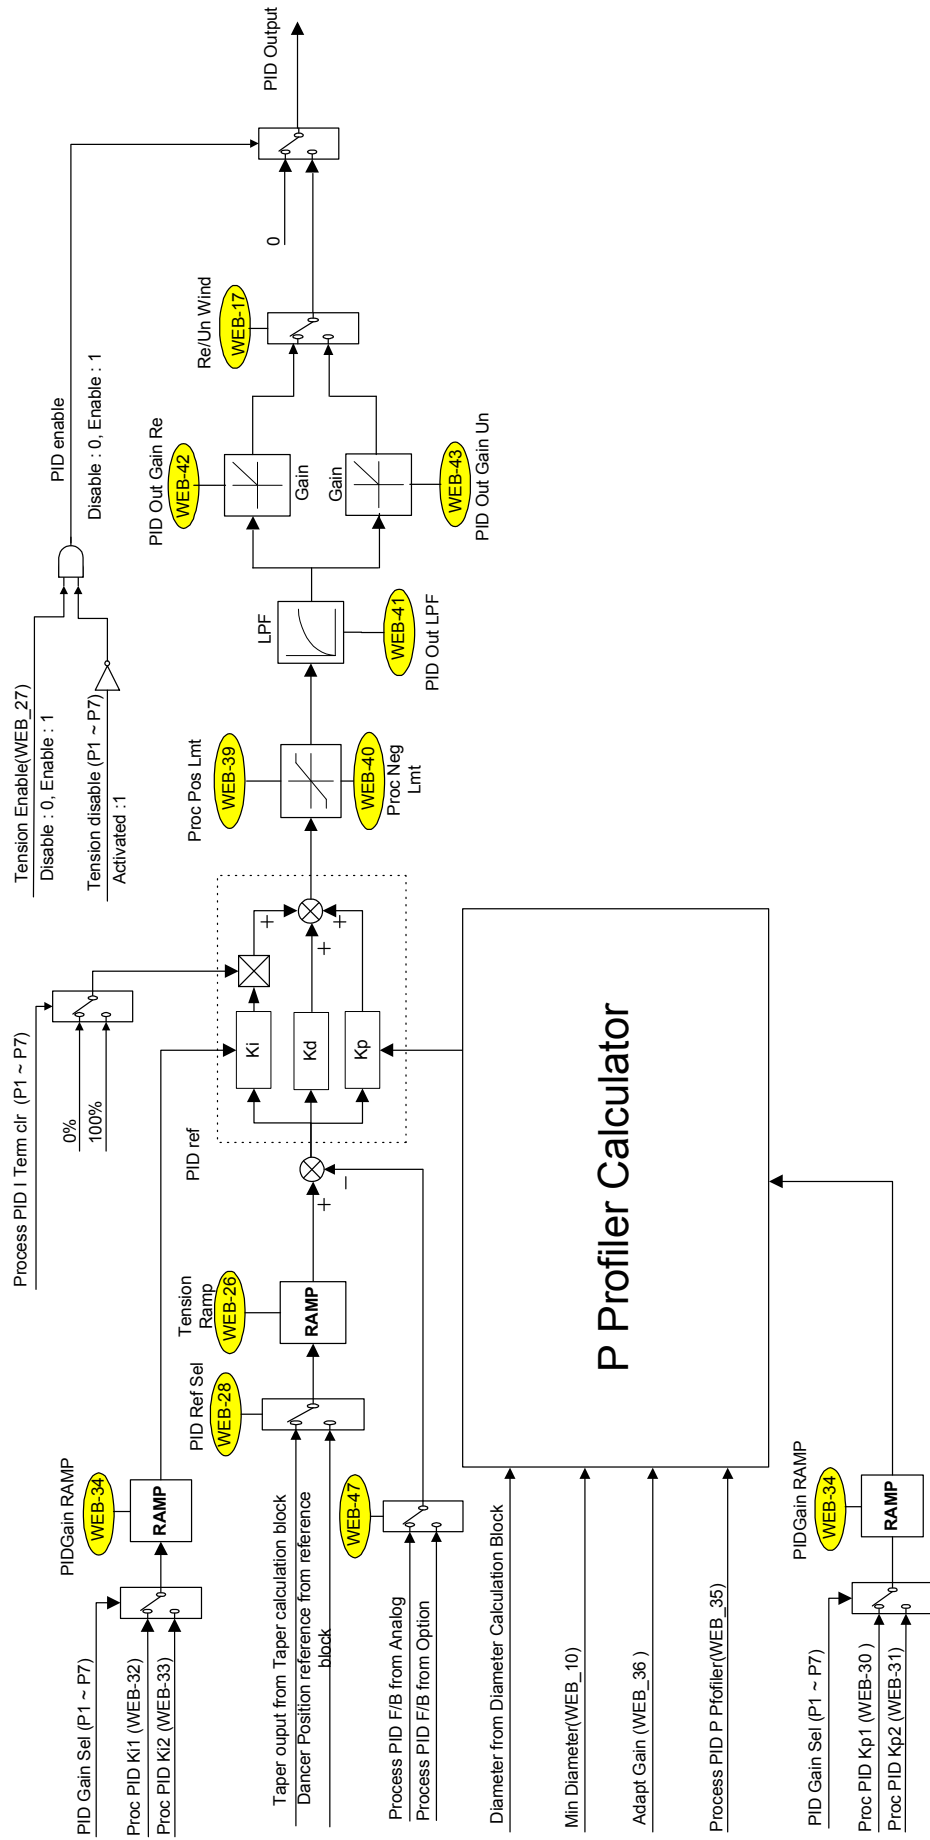 Tension Enable(WEB_27)
Disable : 0, Enable : 1
Tension disable (P1 ~ P7)
Activated :1
PID enable
Disable : 0, Enable : 1
PID Output
Process PID I Term clr (P1 ~ P7)
0%
100%
PID Gain Sel (P1 ~ P7)
Proc PID Ki1 (WEB-32)
Proc PID Ki2 (WEB-33)
PIDGain RAMP
WEB-34
RAMP
Taper ouput from Taper calculation block
Dancer Position reference from reference
block
PID Ref Sel
WEB-28
Tension
Ramp
WEB-26
RAMP
+
−
PID ref
Ki
Kd
Kp
+
+
+
Proc Pos Lmt
WEB-39
WEB-40
Proc Neg
Lmt
LPF
WEB-41
PID Out LPF
PID Out Gain Re
WEB-42
Gain
Gain
WEB-43
PID Out Gain Un
Re/Un Wind
WEB-17
0
WEB-47
Process PID F/B from Analog
Process PID F/B from Option
Diameter from Diameter Calculation Block
Min Diameter(WEB_10)
Adapt Gain (WEB_36)
Process PID P Pfofiler(WEB_35)
P Profiler Calculator
PID Gain Sel (P1 ~ P7)
Proc PID Kp1 (WEB-30)
Proc PID Kp2 (WEB-31)
PIDGain RAMP
WEB-34
RAMP